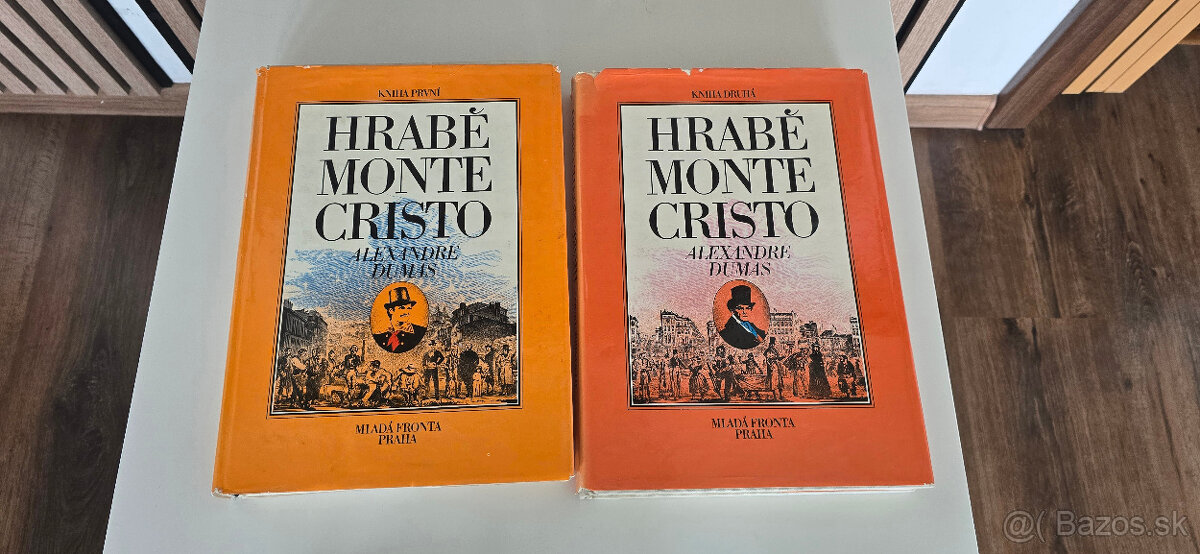 KNIHA PRVNÍ
HRABĚ
MONTE
CRISTO
ALEXANDRE
DUMAS
MLADÁ FRONTA
PRAHA
KNIHA DRUHÁ
HRABĚ
MONTE
CRISTO
ALEXANDRE
DUMAS
MLADÁ FRONTA
PRAHA
@( Bazos.sk